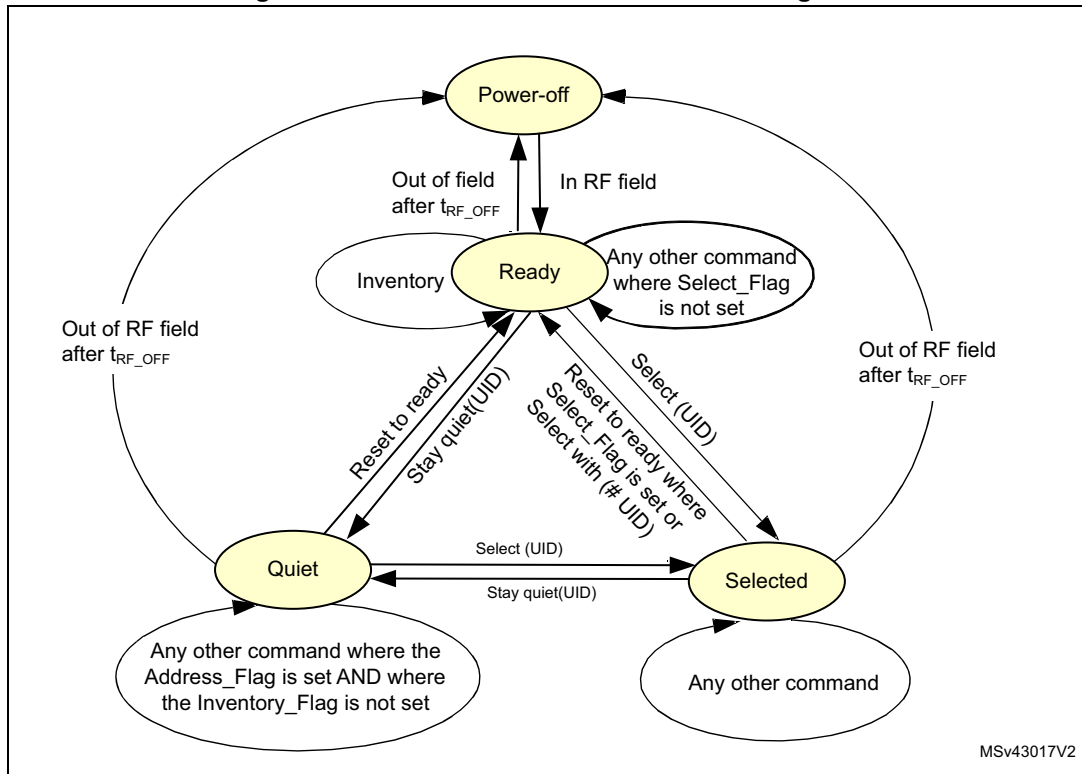 Power-off
Out of field
after tRF_OFF
In RF field
Ready
Inventory
Any other command
where Select_Flag
is not set
Out of RF field
after tRF_OFF
Out of RF field
after tRF_OFF
Reset to ready
Stay quiet(UID)
Select (UID)
Reset to ready where
Select_Flag is set or
Select with (# UID)
Quiet
Select (UID)
Stay quiet(UID)
Selected
Any other command where the
Address_Flag is set AND where
the Inventory_Flag is not set
Any other command
MSv43017V2